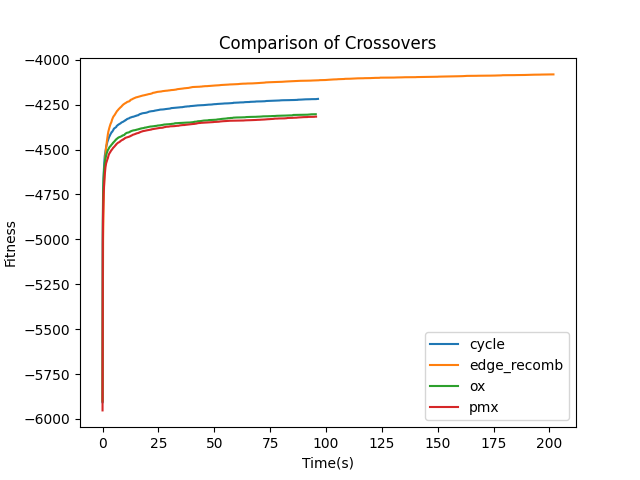 Comparison of Crossovers
Fitness
−4000
−4250
−4500
−4750
−5000
−5250
−5500
−5750
−6000
cycle
edge_recomb
ox
pmx
0 25 50 75 100 125 150 175 200
Time(s)